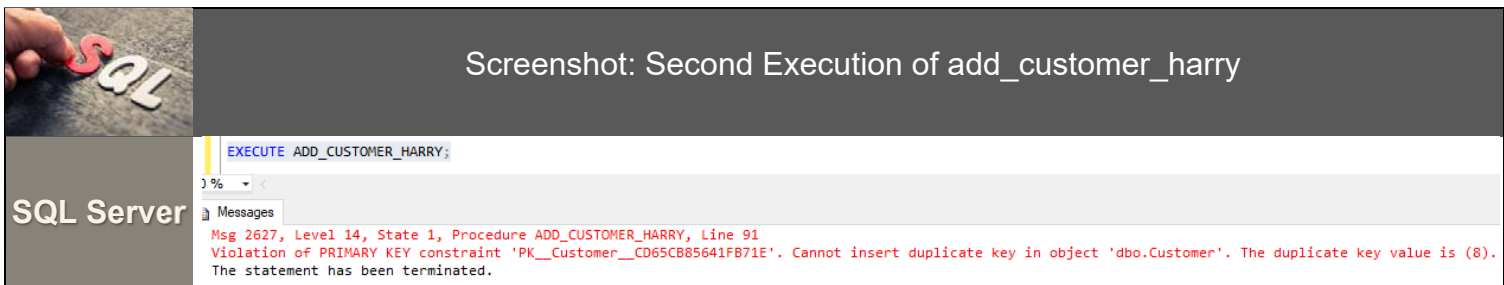 SQL
Screenshot: Second Execution of add_customer_harry
EXECUTE ADD_CUSTOMER_HARRY;
0 %
SQL Server
Messages
Msg 2627, Level 14, State 1, Procedure ADD_CUSTOMER_HARRY, Line 91
Violation of PRIMARY KEY constraint 'PK__Customer__CD65CB85641FB71E'. Cannot insert duplicate key in object 'dbo.Customer'. The duplicate key value is (8).
The statement has been terminated.